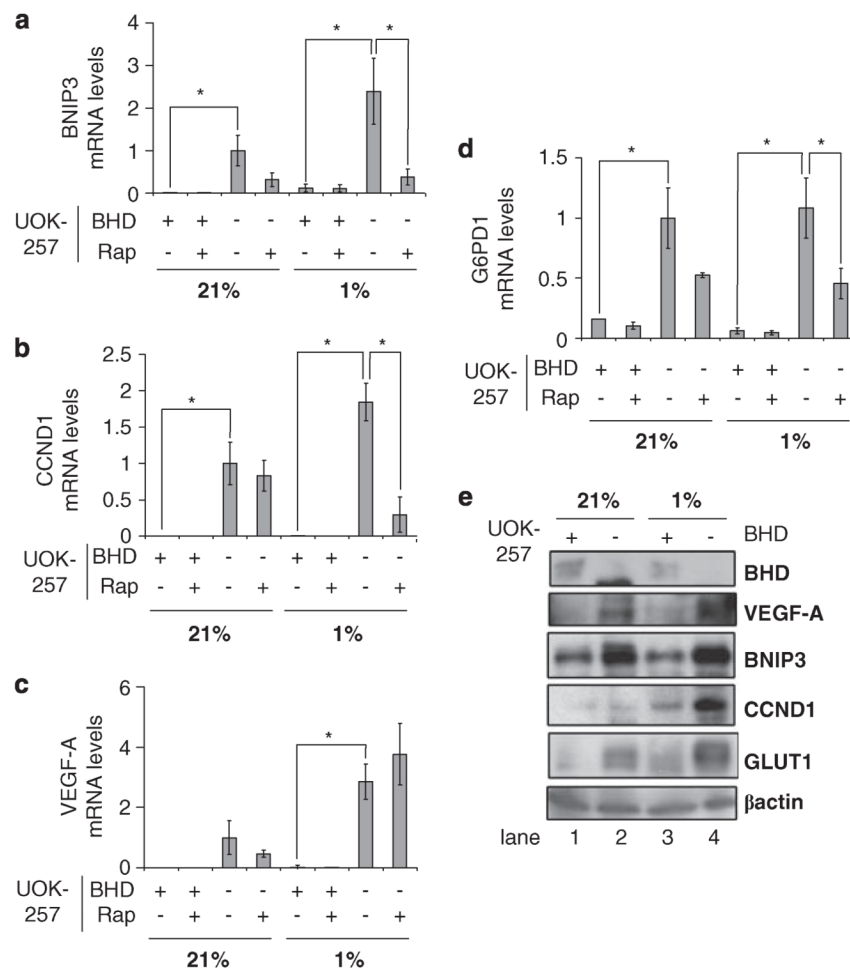 a
BNIP3
mRNA levels
4
3
2
1
0
* * *
UOK-
257
BHD + + - - + + - -
Rap - + - + - + - +
21% 1%
b
CCND1
mRNA levels
2.5
2
1.5
1
0.5
0
* * *
UOK-
257
BHD + + - - + + - -
Rap - + - + - + - +
21% 1%
c
VEGF-A
mRNA levels
6
4
2
0
*
UOK-
257
BHD + + - - + + - -
Rap - + - + - + - +
21% 1%
d
G6PD1
mRNA levels
1.5
1
0.5
0
* * *
UOK-
257
BHD + + - - + + - -
Rap - + - + - + - +
21% 1%
e
21% 1%
UOK-
257
+ - + - BHD
BHD
VEGF-A
BNIP3
CCND1
GLUT1
βactin
lane 1 2 3 4